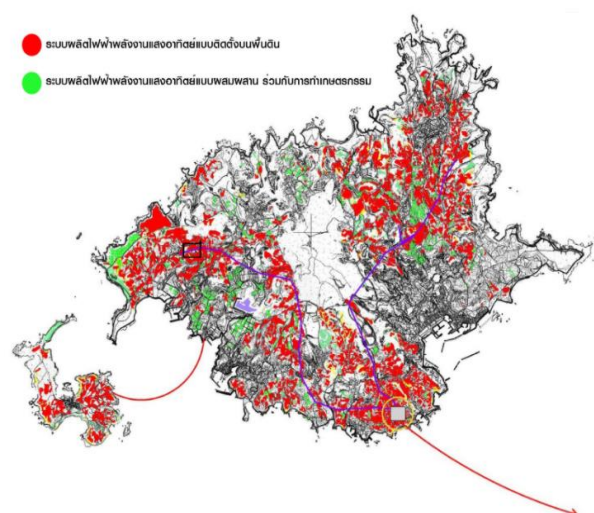 ระบบผลิตไฟฟ้าพลังงานแสงอาทิตย์แบบติดตั้งบนพื้นดิน
ระบบผลิตไฟฟ้าพลังงานแสงอาทิตย์แบบผสมผสาน ร่วมกับการทำเกษตรกรรม